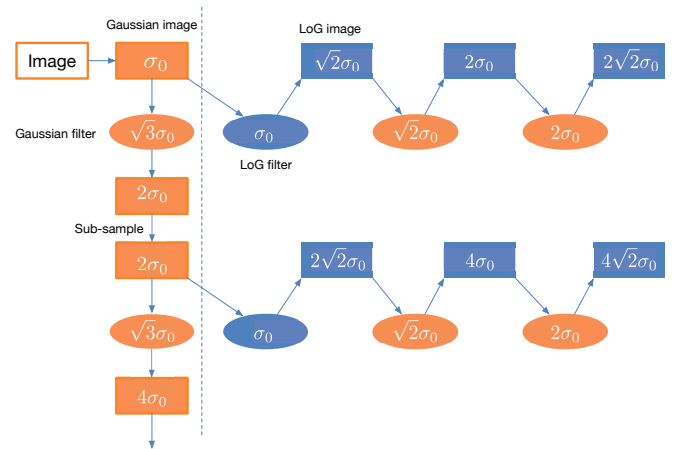 Gaussian image
LoG image
Image
σ₀
√2σ₀
2σ₀
2√2σ₀
Gaussian filter
√3σ₀
σ₀
√2σ₀
2σ₀
LoG filter
2σ₀
Sub-sample
2σ₀
2√2σ₀
4σ₀
4√2σ₀
√3σ₀
σ₀
√2σ₀
2σ₀
4σ₀